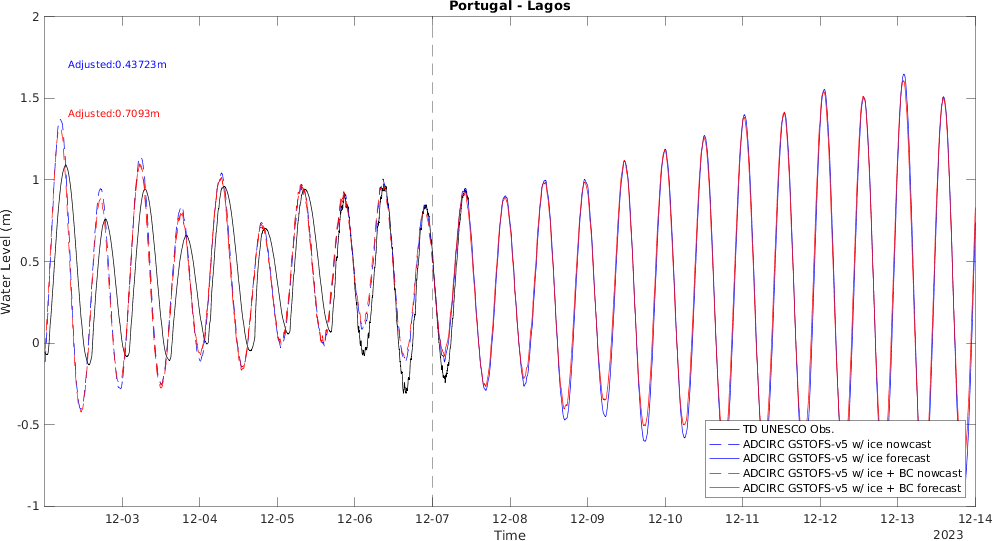 Portugal - Lagos
2
1.5
1
0.5
0
-0.5
-1
Water Level (m)
Adjusted:0.43723m
Adjusted:0.7093m
TD UNESCO Obs.
ADCIRC GSTOFS-v5 w/ ice nowcast
ADCIRC GSTOFS-v5 w/ ice forecast
ADCIRC GSTOFS-v5 w/ ice + BC nowcast
ADCIRC GSTOFS-v5 w/ ice + BC forecast
12-03 12-04 12-05 12-06 12-07 12-08 12-09 12-10 12-11 12-12 12-13 12-14
Time
2023